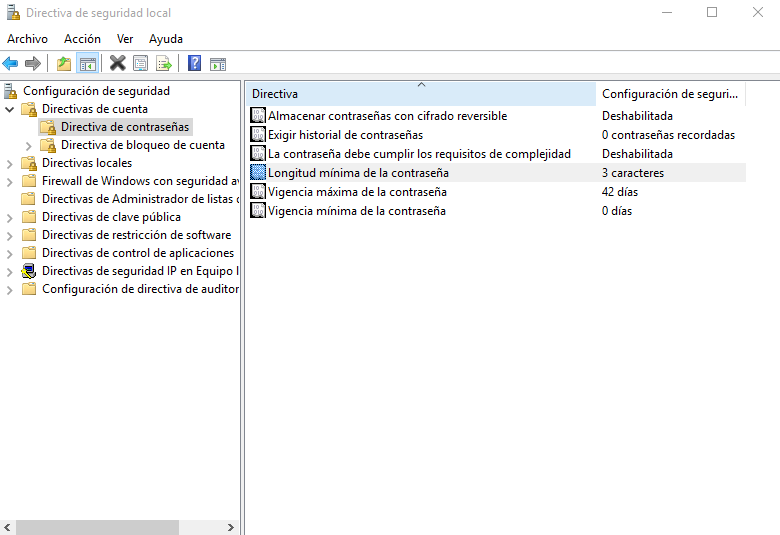 Directiva de seguridad local
Archivo Acción Ver Ayuda
Configuración de seguridad
Directivas de cuenta
Directiva de contraseñas
Directiva de bloqueo de cuenta
Directivas locales
Firewall de Windows con seguridad av
Directivas de Administrador de listas d
Directivas de clave pública
Directivas de restricción de software
Directivas de control de aplicaciones
Directivas de seguridad IP en Equipo l
Configuración de directiva de auditor
Directiva Configuración de seguri...
Almacenar contraseñas con cifrado reversible Deshabilitada
Exigir historial de contraseñas 0 contraseñas recordadas
La contraseña debe cumplir los requisitos de complejidad Deshabilitada
Longitud mínima de la contraseña 3 caracteres
Vigencia máxima de la contraseña 42 días
Vigencia mínima de la contraseña 0 días